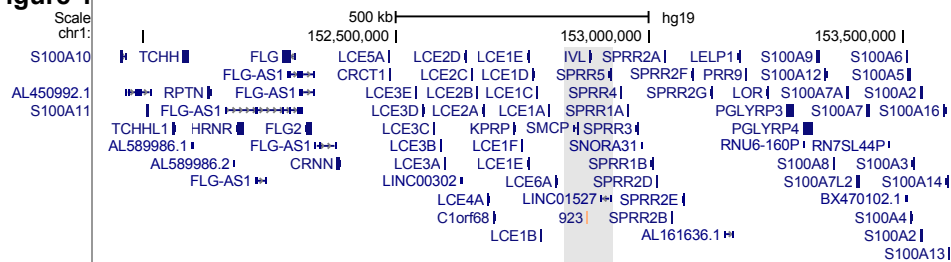 Scale 500 kb hg19
chr1: 152,500,000 153,000,000 153,500,000
S100A10 TCHH FLG LCE5A LCE2D LCE1E IVL SPRR2A LELP1 S100A9 S100A6
FLG-AS1 CRCT1 LCE2C LCE1D SPRR5 SPRR2F PRR9 S100A12 S100A5
AL450992.1 RPTN FLG-AS1 LCE3E LCE2B LCE1C SPRR4 SPRR2G LOR S100A7A S100A2
S100A11 FLG-AS1 LCE3D LCE2A LCE1A SPRR1A PGLYRP3 S100A7 S100A16
TCHHL1 HRNR FLG2 LCE3C KPRP SMCP SPRR3 PGLYRP4
AL589986.1 FLG-AS1 LCE3B LCE1F SNORA31 RNU6-160P RN7SL44P
AL589986.2 CRNN LCE3A LCE1E SPRR1B S100A8 S100A3
FLG-AS1 LINC00302 LCE6A SPRR2D S100A7L2 S100A14
LCE4A LINC01527 SPRR2E BX470102.1
C1orf68 923 SPRR2B S100A4
LCE1B AL161636.1 S100A2
S100A13